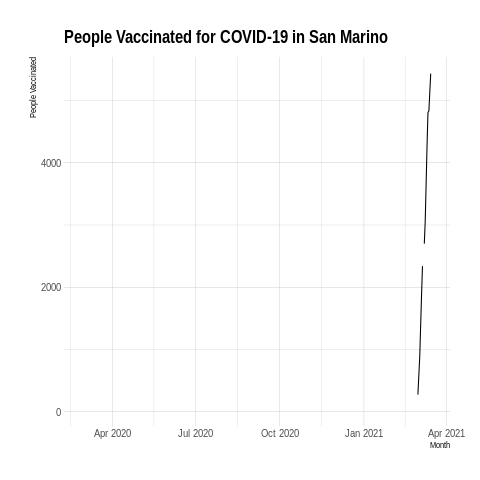 People Vaccinated for COVID-19 in San Marino
People Vaccinated
4000
2000
0
Apr 2020 Jul 2020 Oct 2020 Jan 2021 Apr 2021
Month